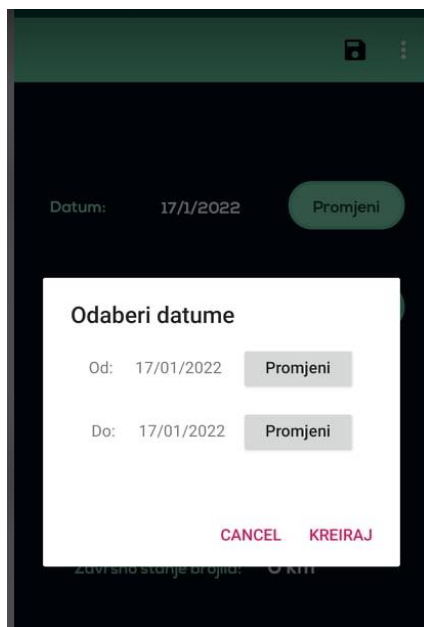 Datum: 17/1/2022 Promjeni
Odaberi datume
Od: 17/01/2022 Promjeni
Do: 17/01/2022 Promjeni
CANCEL KREIRAJ
Završno stanje brojila: 0 km